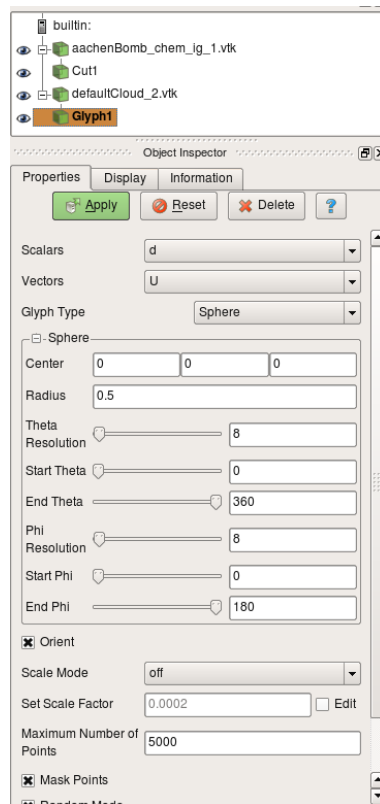 builtin:
aachenBomb_chem_ig_1.vtk
Cut1
defaultCloud_2.vtk
Glyph1
Object Inspector
Properties Display Information
Apply Reset Delete ?
Scalars d
Vectors U
Glyph Type Sphere
Sphere
Center 0 0 0
Radius 0.5
Theta
Resolution 8
Start Theta 0
End Theta 360
Phi
Resolution 8
Start Phi 0
End Phi 180
Orient
Scale Mode off
Set Scale Factor 0.0002 Edit
Maximum Number of
Points 5000
Mask Points
Random Mode